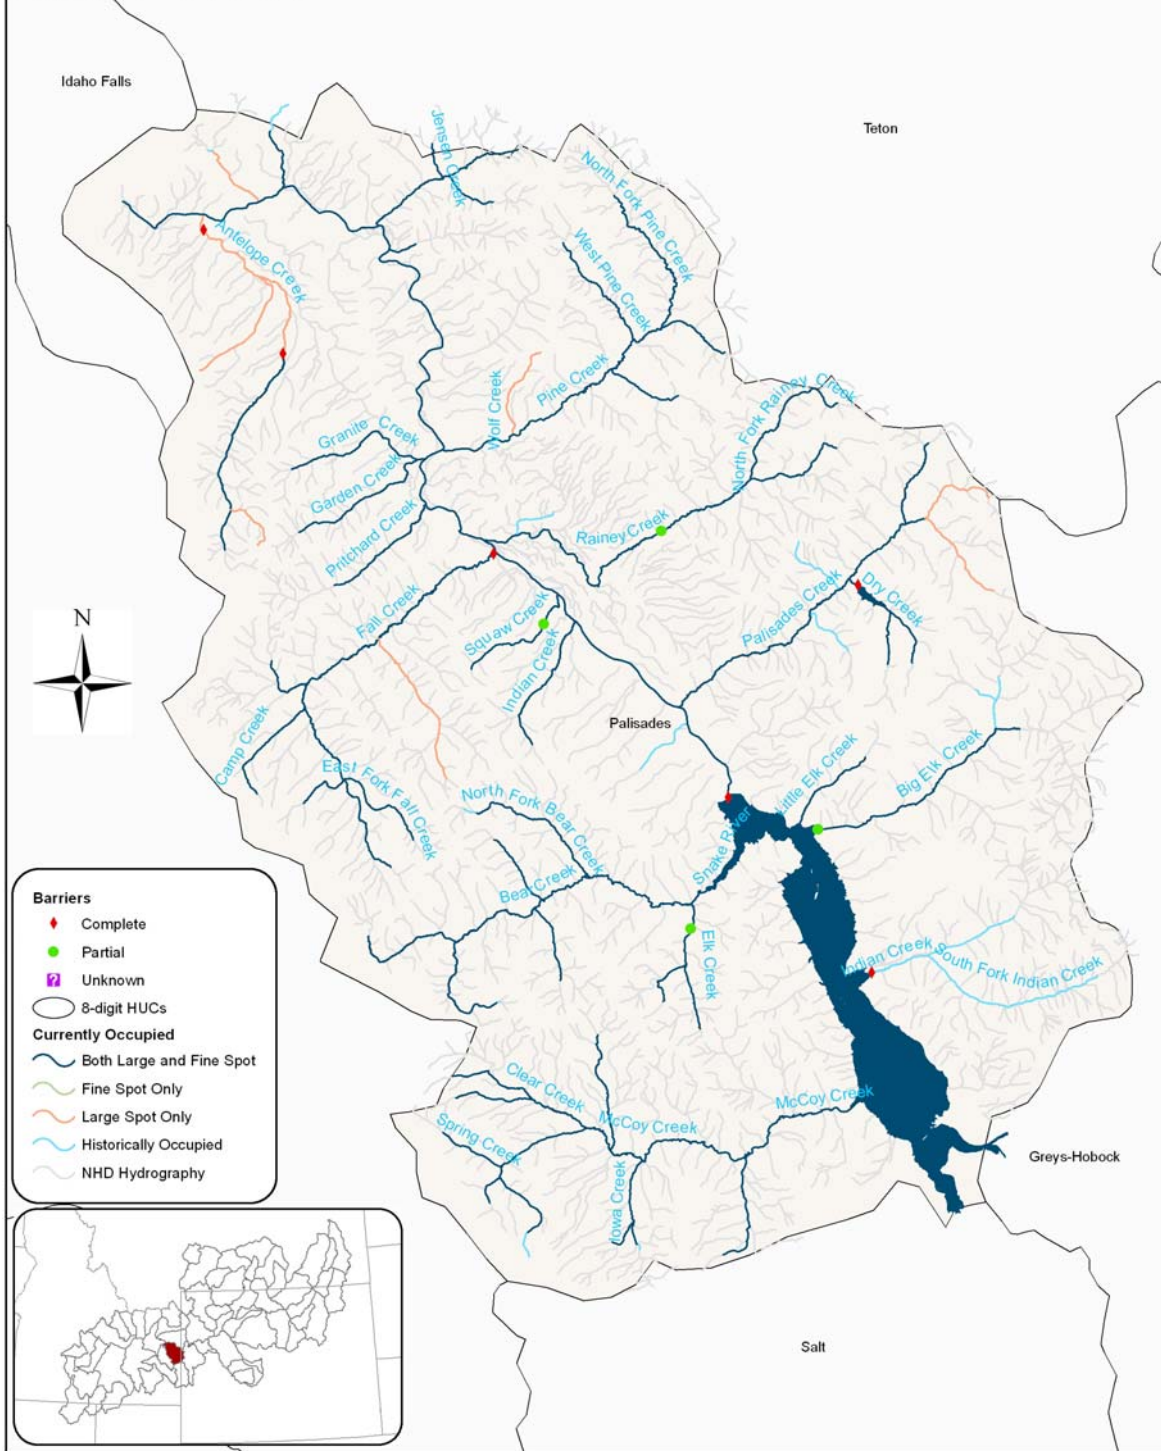 Idaho Falls
Teton
Jensen Creek
North Fork Pine Creek
West Pine Creek
Antelope Creek
Pine Creek
Wolf Creek
North Fork Rainey Creek
Granite Creek
Garden Creek
Pritchard Creek
Rainey Creek
Dry Creek
Palisades Creek
Fall Creek
Squaw Creek
Indian Creek
N
Palisades
Camp Creek
East Fork Fall Creek
North Fork Bear Creek
Little Elk Creek
Big Elk Creek
Snake River
Bear Creek
Elk Creek
Indian Creek
South Fork Indian Creek
Barriers
Complete
Partial
?
Unknown
8-digit HUCs
Currently Occupied
Both Large and Fine Spot
Fine Spot Only
Large Spot Only
Historically Occupied
NHD Hydrography
Clear Creek
McCoy Creek
McCoy Creek
Spring Creek
Iowa Creek
Greys-Hobock
Salt